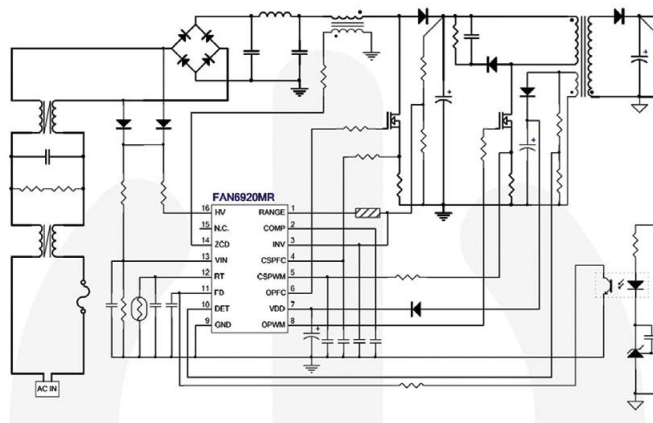 FAN6920MR
16 HV RANGE 1
15 N.C. COMP 2
14 ZCD INV 3
13 VIN CSPFC 4
12 RT CSPWM 5
11 FB OPFC 6
10 DET VDD 7
9 GND OPWM 8
AC IN